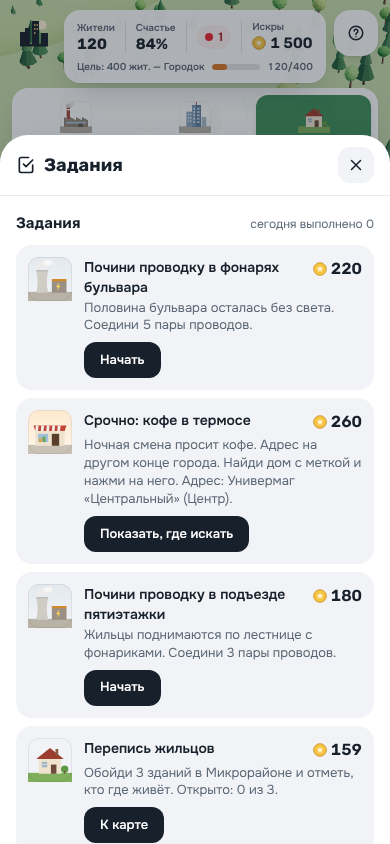 Жители
Счастье
Искры
120
84%
1
1 500
Цель: 400 жит. — Городок
120/400
Задания
Задания
сегодня выполнено 0
Почини проводку в фонарях
бульвара
220
Половина бульвара осталась без света.
Соедини 5 пары проводов.
Начать
Срочно: кофе в термосе
260
Ночная смена просит кофе. Адрес на
другом конце города. Найди дом с меткой и
нажми на него. Адрес: Универмаг
«Центральный» (Центр).
Показать, где искать
Почини проводку в подъезде
пятиэтажки
180
Жильцы поднимаются по лестнице с
фонариками. Соедини 3 пары проводов.
Начать
Перепись жильцов
159
Обойди 3 зданий в Микрорайоне и отметь,
кто где живёт. Открыто: 0 из 3.
К карте